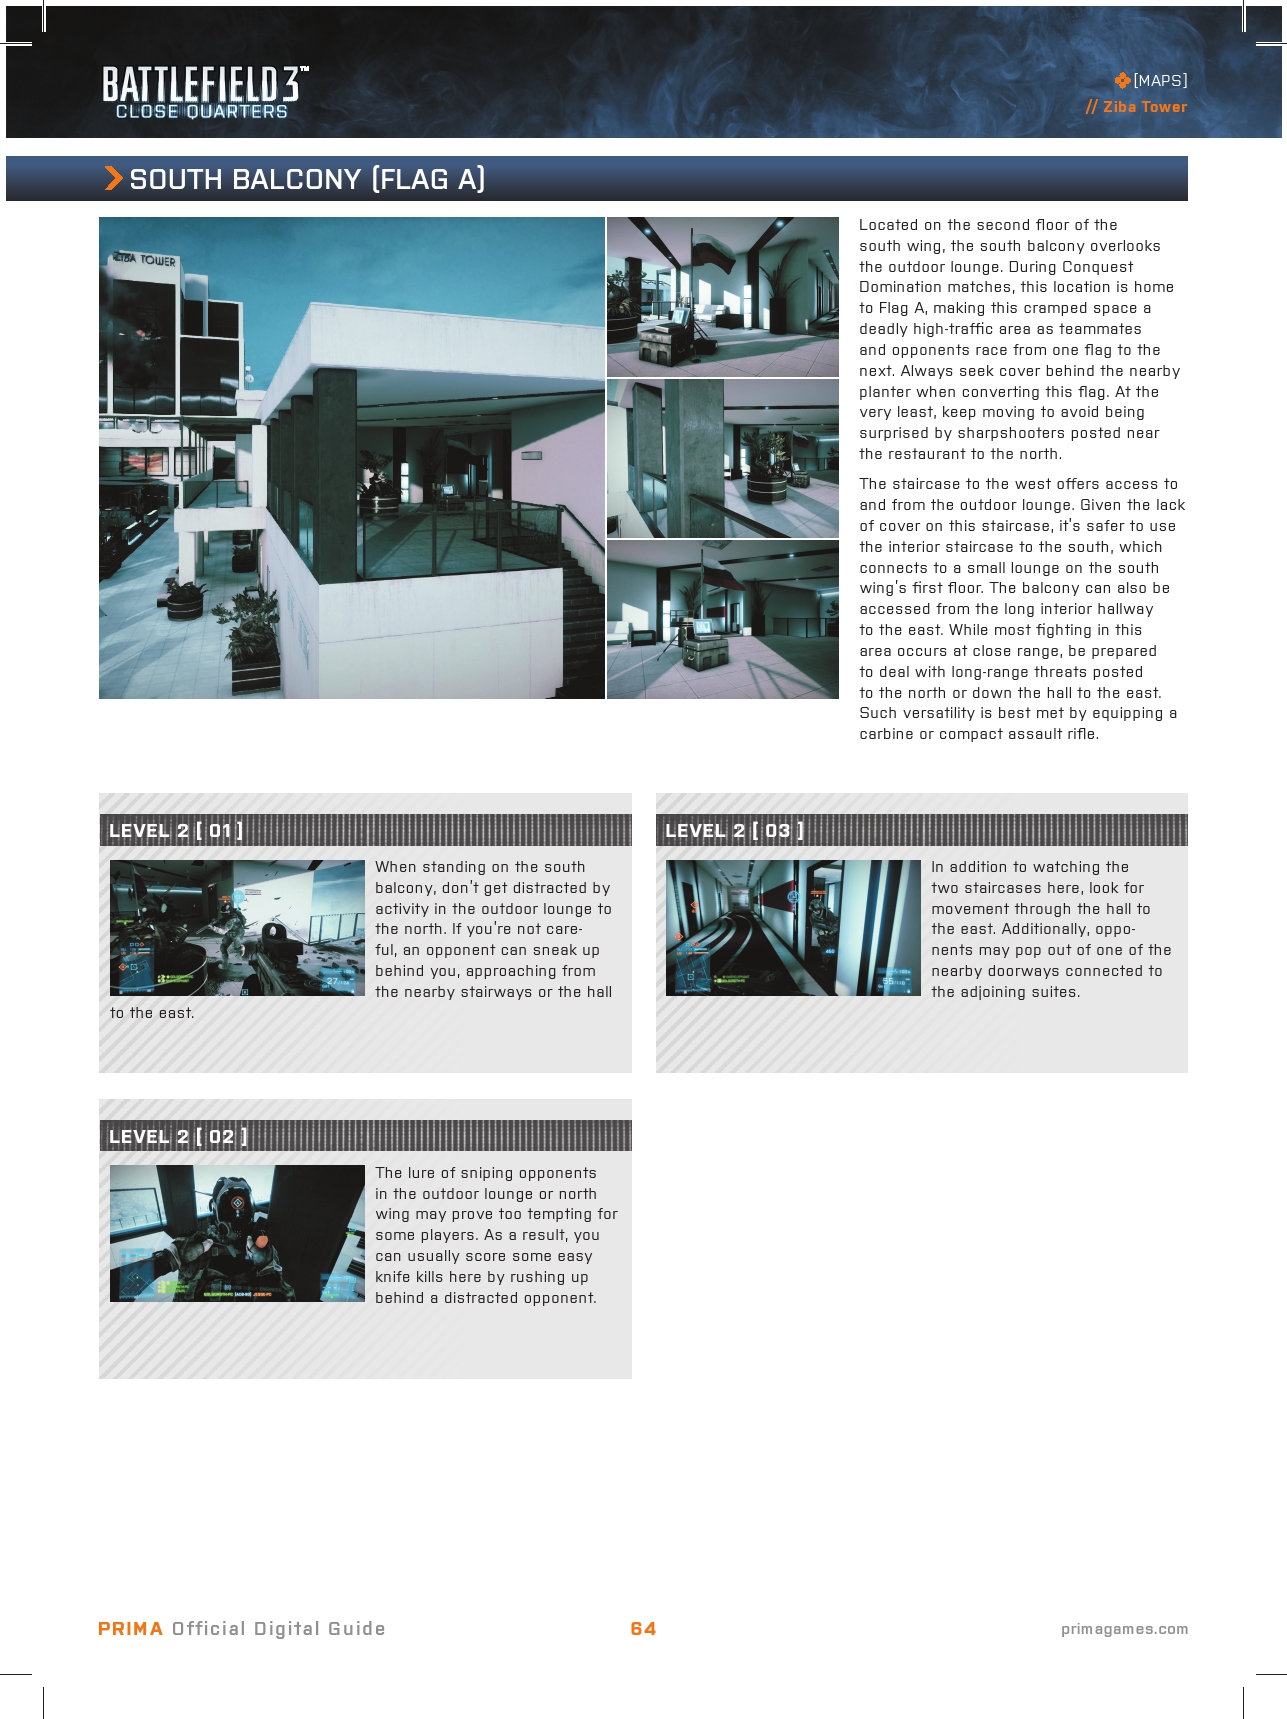 BATTLEFIELD 3™
CLOSE QUARTERS
[MAPS]
// Ziba Tower
SOUTH BALCONY (FLAG A)
ZIBA TOWER
Located on the second floor of the
south wing, the south balcony overlooks
the outdoor lounge. During Conquest
Domination matches, this location is home
to Flag A, making this cramped space a
deadly high-traffic area as teammates
and opponents race from one flag to the
next. Always seek cover behind the nearby
planter when converting this flag. At the
very least, keep moving to avoid being
surprised by sharpshooters posted near
the restaurant to the north.
The staircase to the west offers access to
and from the outdoor lounge. Given the lack
of cover on this staircase, it's safer to use
the interior staircase to the south, which
connects to a small lounge on the south
wing's first floor. The balcony can also be
accessed from the long interior hallway
to the east. While most fighting in this
area occurs at close range, be prepared
to deal with long-range threats posted
to the north or down the hall to the east.
Such versatility is best met by equipping a
carbine or compact assault rifle.
LEVEL 2 [ 01 ]
When standing on the south
balcony, don't get distracted by
activity in the outdoor lounge to
the north. If you're not care-
ful, an opponent can sneak up
behind you, approaching from
the nearby stairways or the hall
to the east.
LEVEL 2 [ 03 ]
In addition to watching the
two staircases here, look for
movement through the hall to
the east. Additionally, oppo-
nents may pop out of one of the
nearby doorways connected to
the adjoining suites.
LEVEL 2 [ 02 ]
The lure of sniping opponents
in the outdoor lounge or north
wing may prove too tempting for
some players. As a result, you
can usually score some easy
knife kills here by rushing up
behind a distracted opponent.
PRIMA Official Digital Guide
64
primagames.com